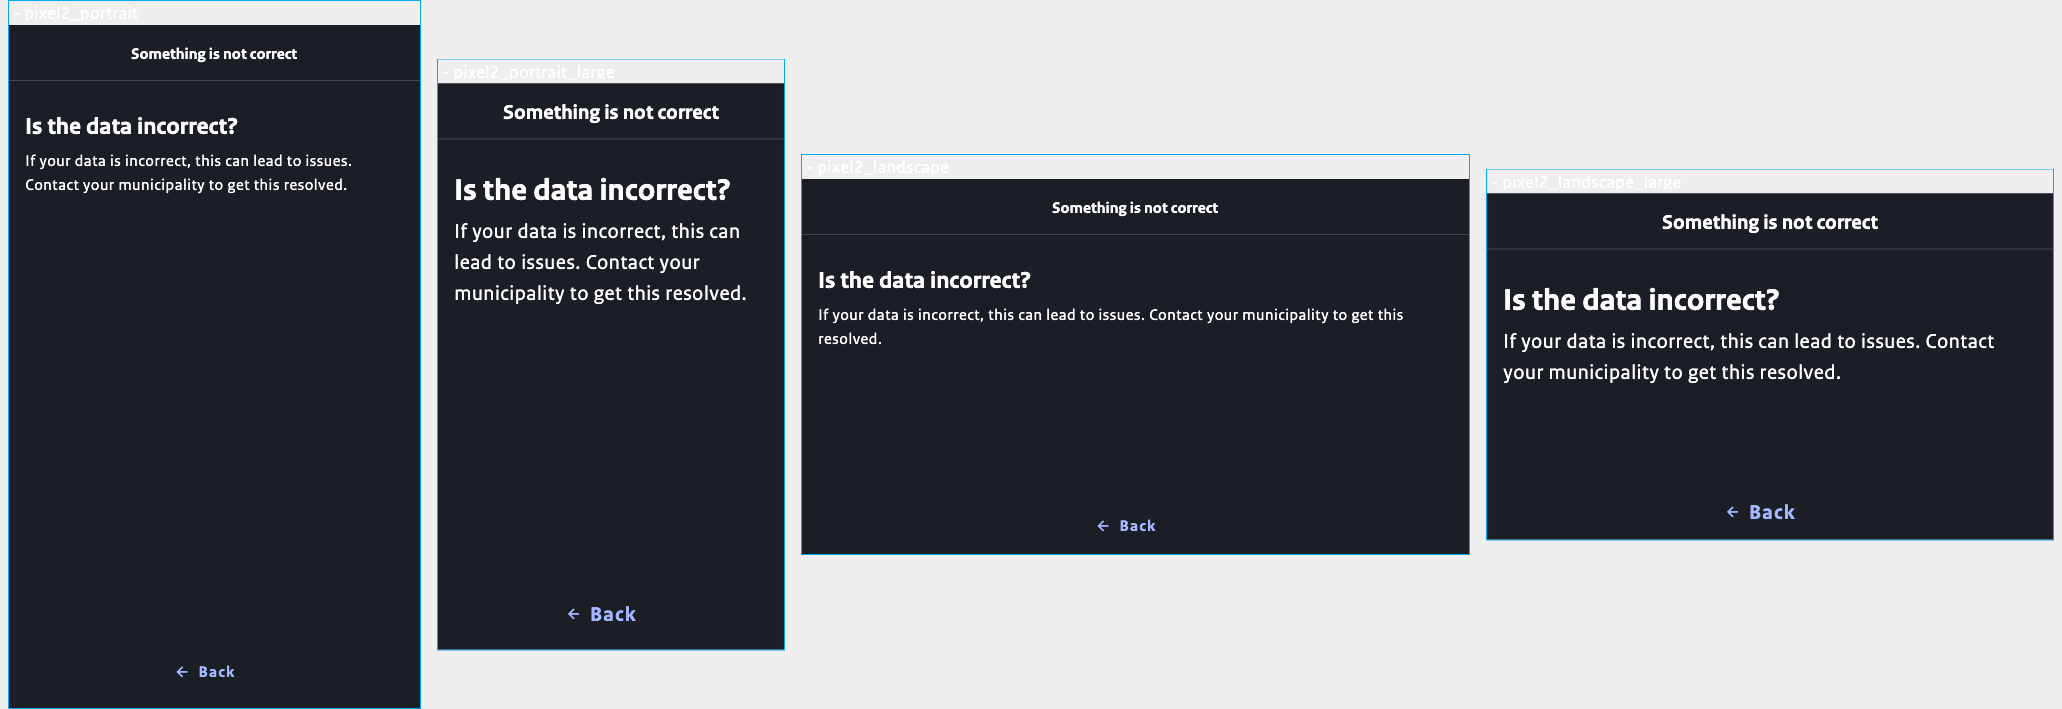 - pixel2_portrait
Something is not correct
Is the data incorrect?
If your data is incorrect, this can lead to issues.
Contact your municipality to get this resolved.
← Back
- pixel2_portrait_large
Something is not correct
Is the data incorrect?
If your data is incorrect, this can
lead to issues. Contact your
municipality to get this resolved.
← Back
- pixel2_landscape
Something is not correct
Is the data incorrect?
If your data is incorrect, this can lead to issues. Contact your municipality to get this
resolved.
← Back
- pixel2_landscape_large
Something is not correct
Is the data incorrect?
If your data is incorrect, this can lead to issues. Contact
your municipality to get this resolved.
← Back